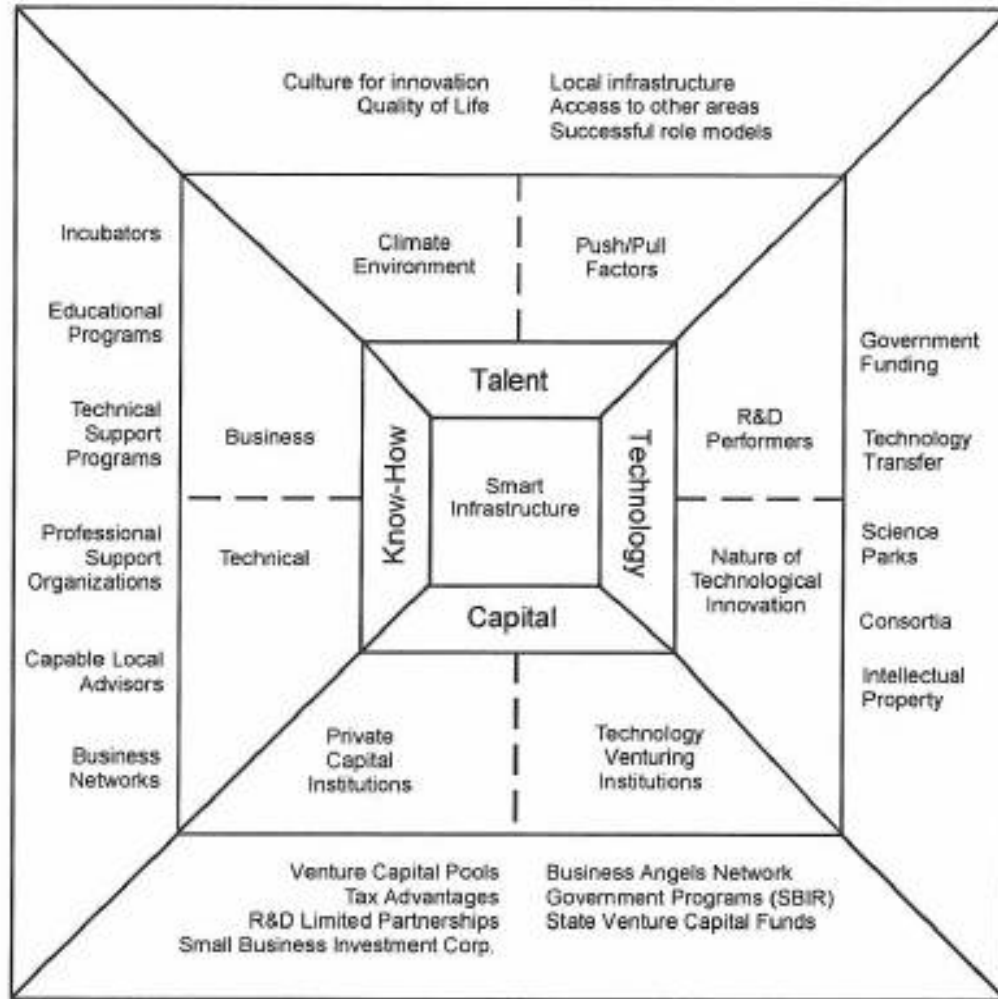 Culture for innovation
Quality of Life
Local infrastructure
Access to other areas
Successful role models
Climate
Environment
Push/Pull
Factors
Incubators
Educational
Programs
Technical
Support
Programs
Professional
Support
Organizations
Capable Local
Advisors
Business
Networks
Business
Technical
Talent
Know-How
Smart
Infrastructure
Technology
Capital
R&D
Performers
Nature of
Technological
Innovation
Government
Funding
Technology
Transfer
Science
Parks
Consortia
Intellectual
Property
Private
Capital
Institutions
Technology
Venturing
Institutions
Venture Capital Pools
Tax Advantages
R&D Limited Partnerships
Small Business Investment Corp.
Business Angels Network
Government Programs (SBIR)
State Venture Capital Funds